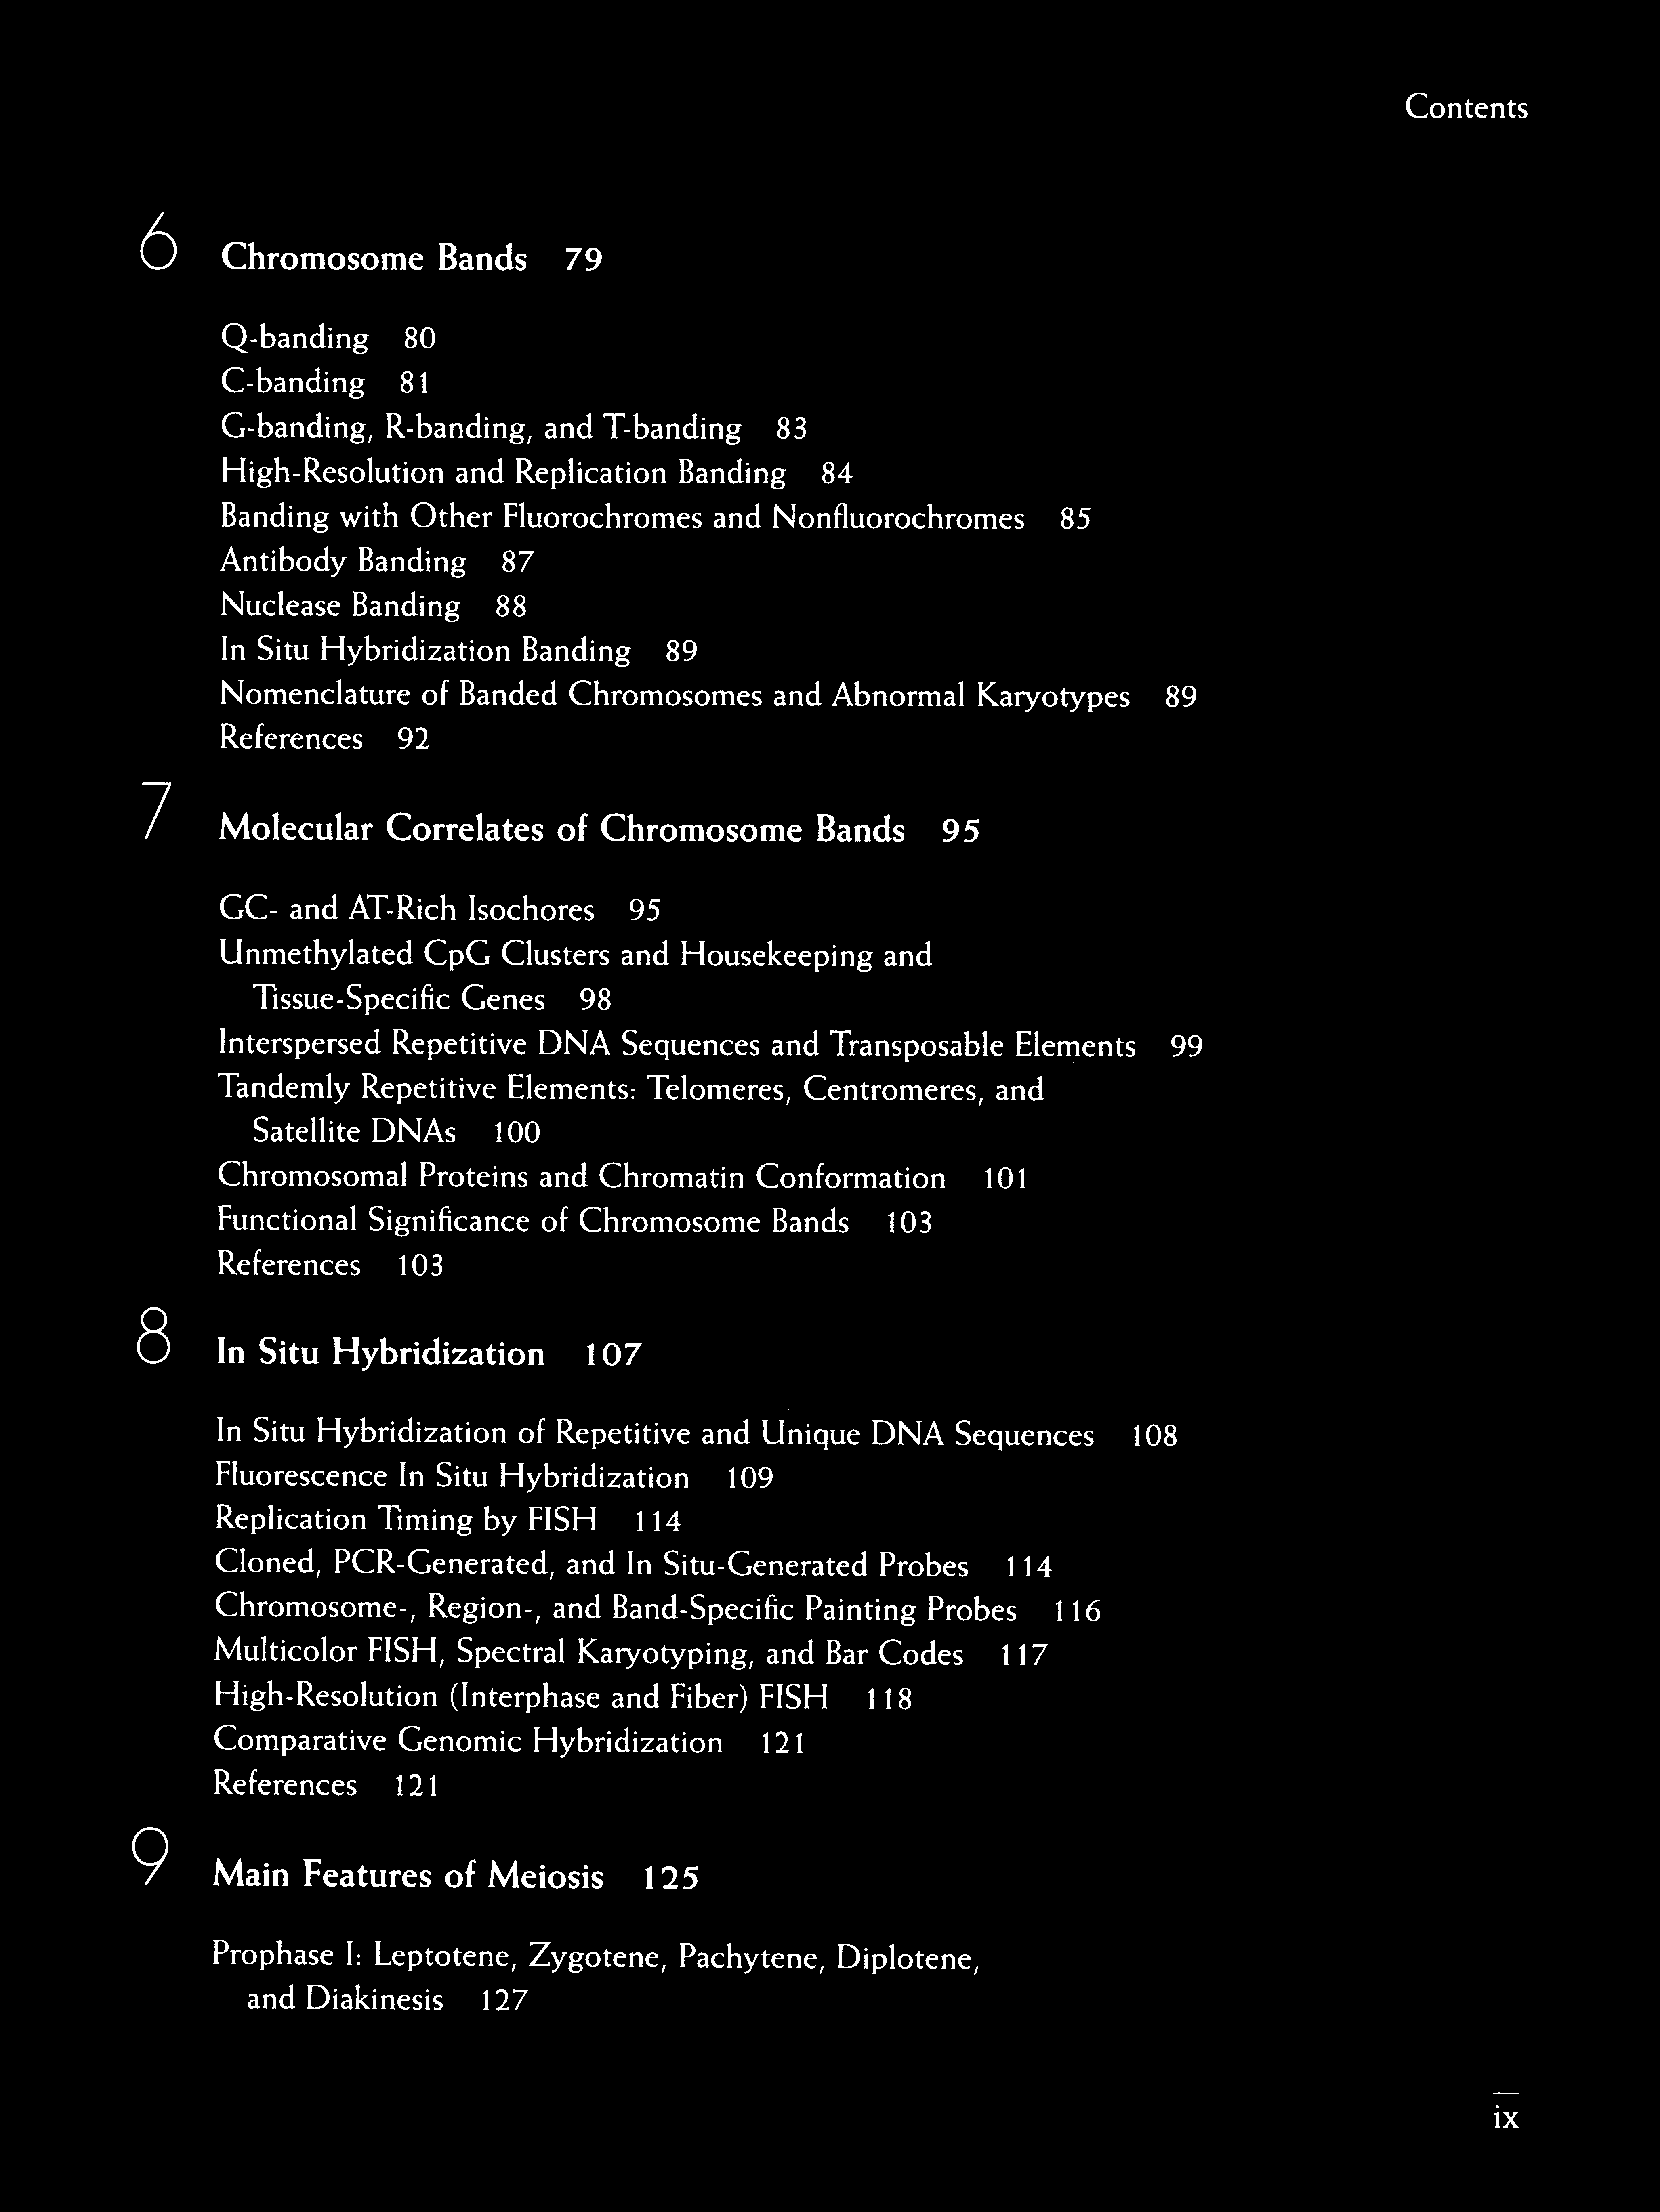 Contents
6 Chromosome Bands 79
Q-banding 80
C-banding 81
G-banding, R-banding, and T-banding 83
High-Resolution and Replication Banding 84
Banding with Other Fluorochromes and Nonfluorochromes 85
Antibody Banding 87
Nuclease Banding 88
In Situ Hybridization Banding 89
Nomenclature of Banded Chromosomes and Abnormal Karyotypes 89
References 92
7 Molecular Correlates of Chromosome Bands 95
GC- and AT-Rich Isochores 95
Unmethylated CpG Clusters and Housekeeping and
Tissue-Specific Genes 98
Interspersed Repetitive DNA Sequences and Transposable Elements 99
Tandemly Repetitive Elements: Telomeres, Centromeres, and
Satellite DNAs 100
Chromosomal Proteins and Chromatin Conformation 101
Functional Significance of Chromosome Bands 103
References 103
8 In Situ Hybridization 107
In Situ Hybridization of Repetitive and Unique DNA Sequences 108
Fluorescence In Situ Hybridization 109
Replication Timing by FISH 114
Cloned, PCR-Generated, and In Situ-Generated Probes 114
Chromosome-, Region-, and Band-Specific Painting Probes 116
Multicolor FISH, Spectral Karyotyping, and Bar Codes 117
High-Resolution (Interphase and Fiber) FISH 118
Comparative Genomic Hybridization 121
References 121
9 Main Features of Meiosis 125
Prophase I: Leptotene, Zygotene, Pachytene, Diplotene,
and Diakinesis 127
ix